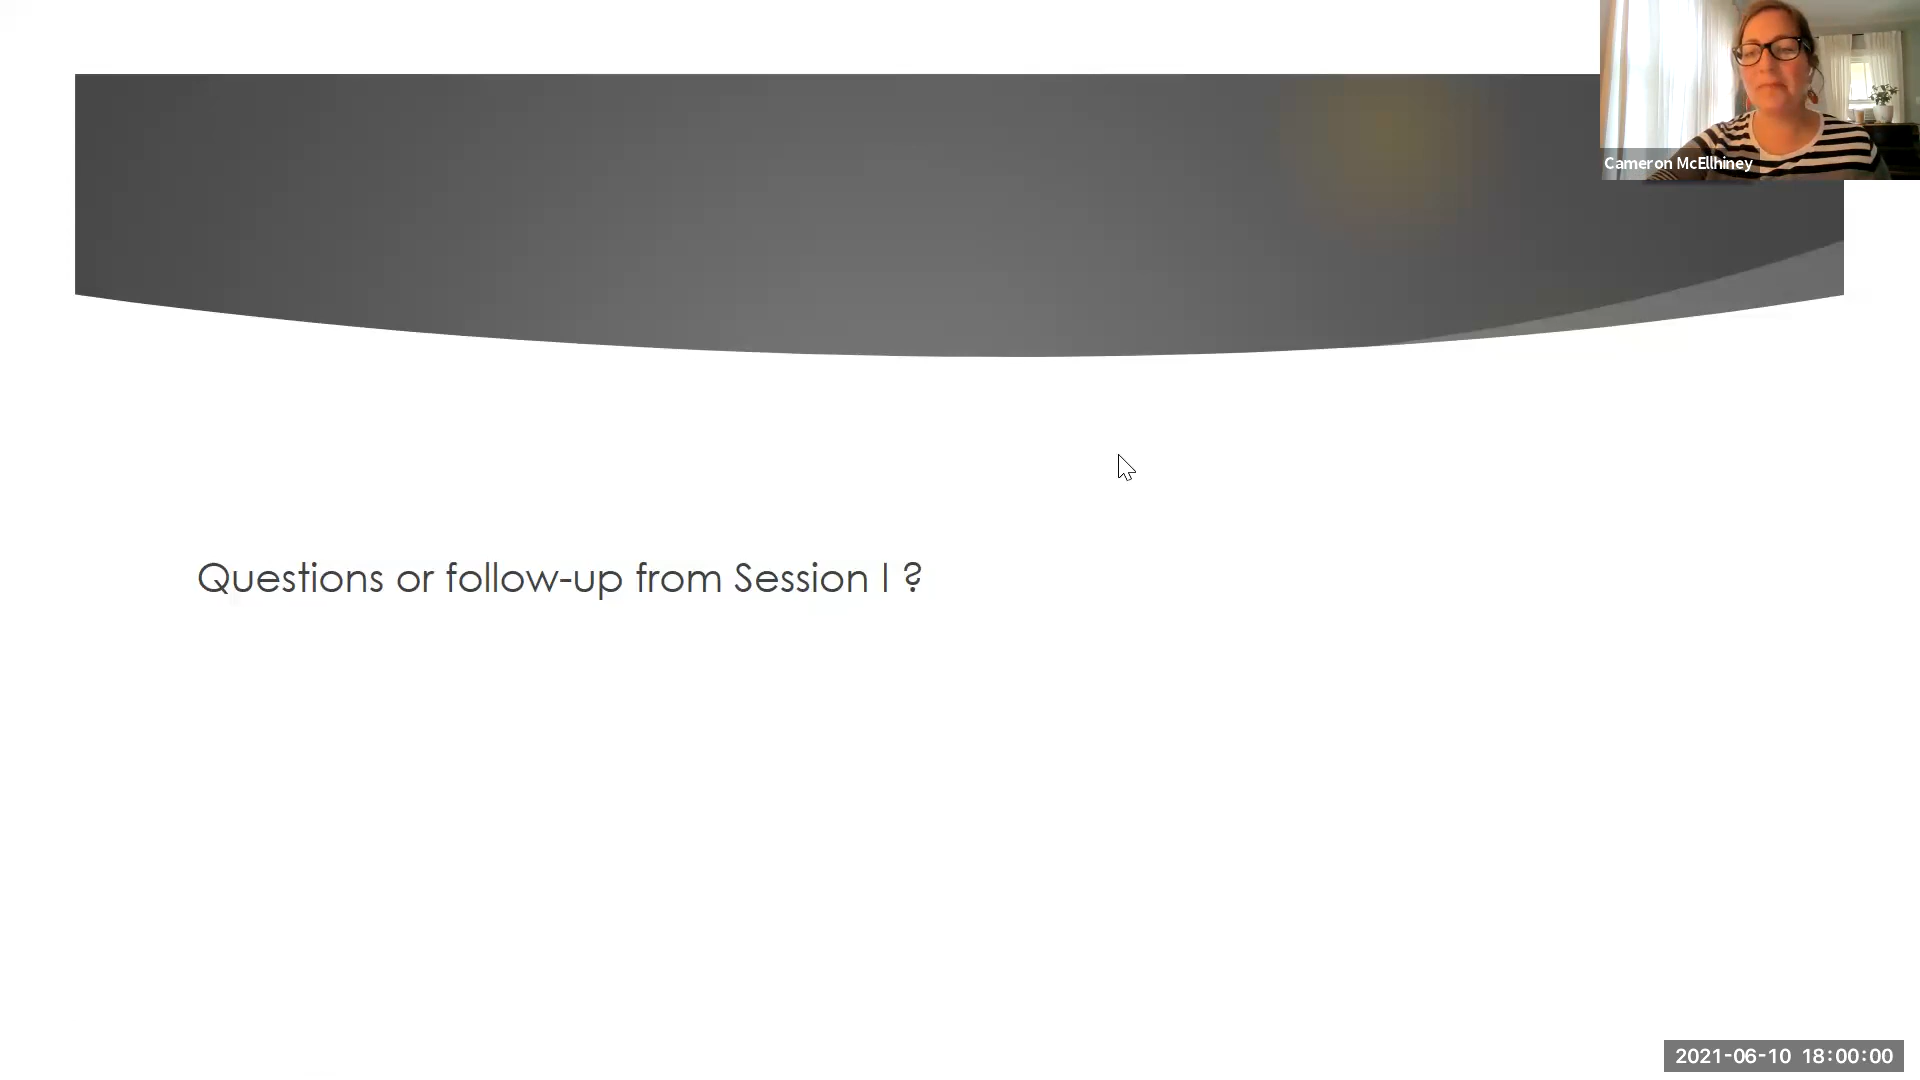 Cameron McEllhiney
Questions or follow-up from Session I ?
2021-06-10 18:00:00